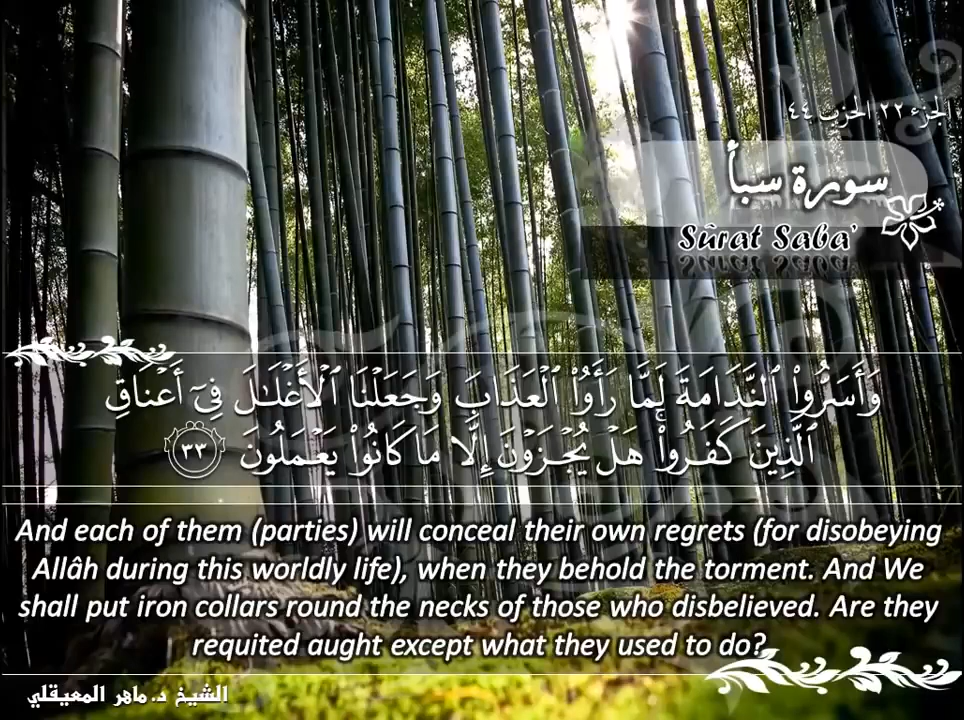 الجزء ٢٢ الحزب ٤٤
سورة سبأ
Sûrat Saba'
وَأَسَرُّوا۟ ٱلنَّدَامَةَ لَمَّا رَأَوُا۟ ٱلْعَذَابَ وَجَعَلْنَا ٱلْأَغْلَـٰلَ فِىٓ أَعْنَاقِ
ٱلَّذِينَ كَفَرُوا۟ هَلْ يُجْزَوْنَ إِلَّا مَا كَانُوا۟ يَعْمَلُونَ ٣٣
And each of them (parties) will conceal their own regrets (for disobeying
Allâh during this worldly life), when they behold the torment. And We
shall put iron collars round the necks of those who disbelieved. Are they
requited aught except what they used to do?
الشيخ د. ماهر المعيقلي